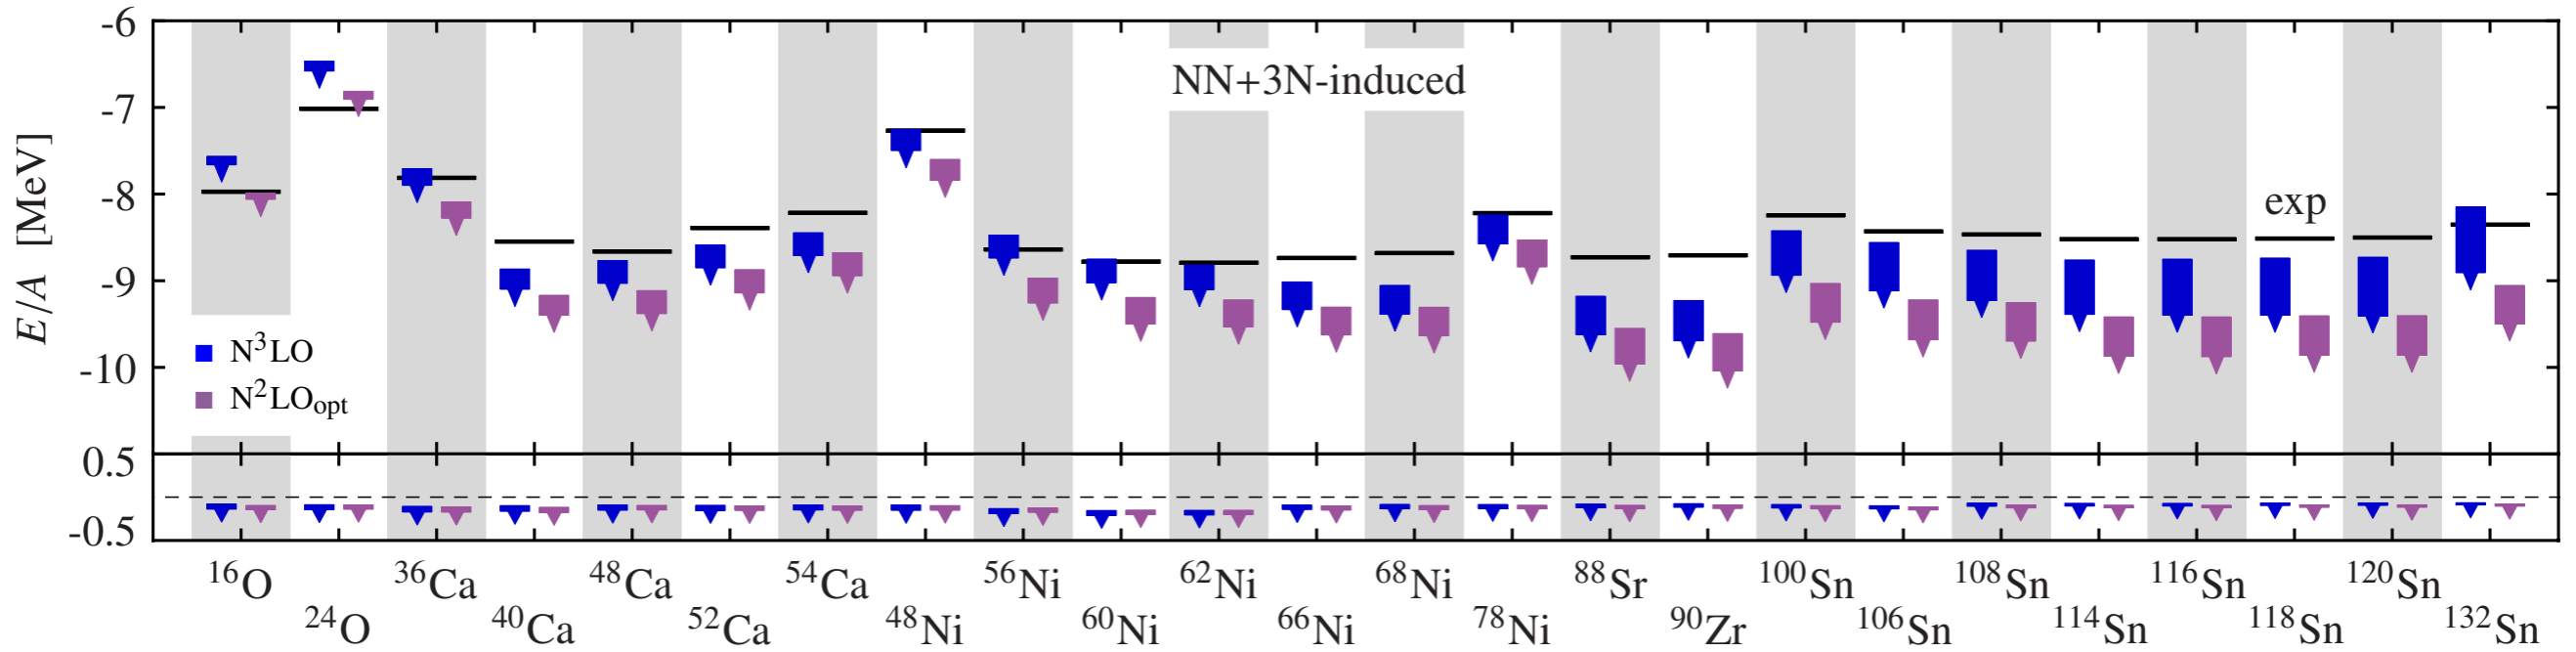 -6
-7
-8
-9
-10
0.5
-0.5
E/A [MeV]
NN+3N-induced
exp
N³LO
N²LOopt
¹⁶O ³⁶Ca ⁴⁸Ca ⁵⁴Ca ⁵⁶Ni ⁶²Ni ⁶⁸Ni ⁸⁸Sr ¹⁰⁰Sn ¹⁰⁸Sn ¹¹⁶Sn ¹²⁰Sn
²⁴O ⁴⁰Ca ⁵²Ca ⁴⁸Ni ⁶⁰Ni ⁶⁶Ni ⁷⁸Ni ⁹⁰Zr ¹⁰⁶Sn ¹¹⁴Sn ¹¹⁸Sn ¹³²Sn